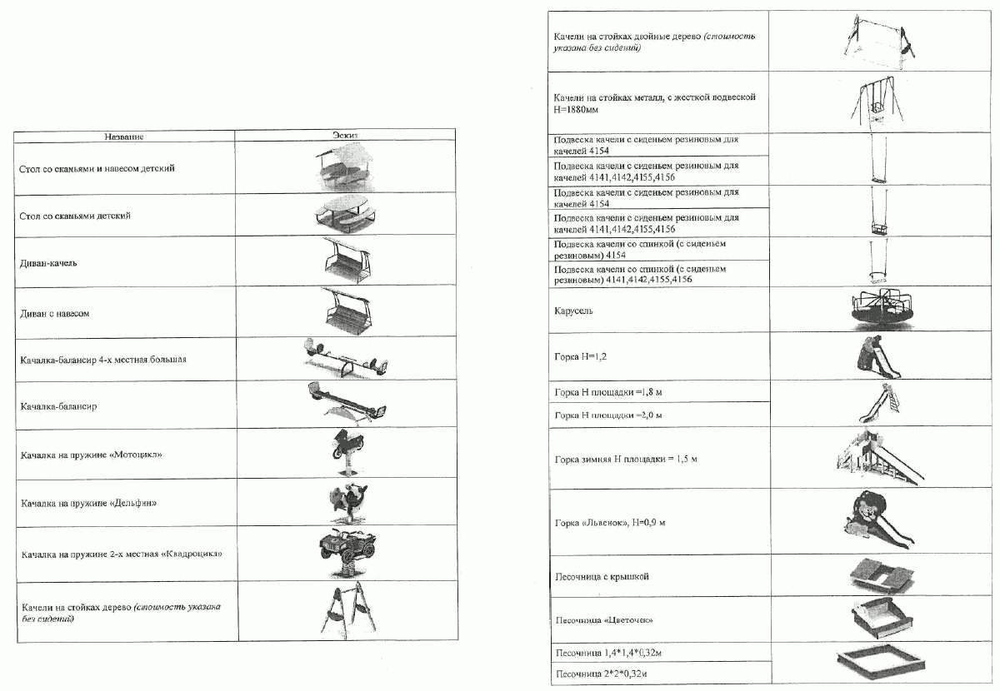 Название
Эскиз
Стол со скамьями и навесом детский
Стол со скамьями детский
Диван-качель
Диван с навесом
Качалка-балансир 4-х местная большая
Качалка-балансир
Качалка на пружине «Мотоцикл»
Качалка на пружине «Дельфин»
Качалка на пружине 2-х местная «Квадроцикл»
Качели на стойках дерево (стоимость указана
без сидений)
Качели на стойках двойные дерево (стоимость
указана без сидений)
Качели на стойках металл, с жесткой подвеской
Н=1880мм
Подвеска качели с сиденьем резиновым для
качелей 4154
Подвеска качели с сиденьем резиновым для
качелей 4141,4142,4155,4156
Подвеска качели с сиденьем резиновым для
качелей 4154
Подвеска качели с сиденьем резиновым для
качелей 4141,4142,4155,4156
Подвеска качели со спинкой (с сиденьем
резиновым) 4154
Подвеска качели со спинкой (с сиденьем
резиновым) 4141,4142,4155,4156
Карусель
Горка Н=1,2
Горка Н площадки =1,8 м
Горка Н площадки =2,0 м
Горка зимняя Н площадки = 1,5 м
Горка «Львенок», Н=0,9 м
Песочница с крышкой
Песочница «Цветочек»
Песочница 1,4*1,4*0,32м
Песочница 2*2*0,32м